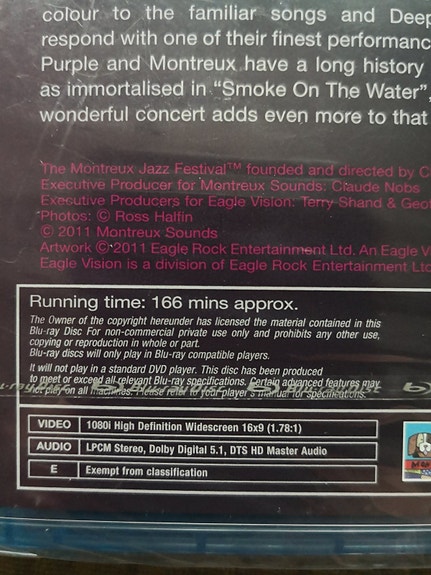 colour to the familiar songs and Deep
respond with one of their finest performanc
Purple and Montreux have a long history
as immortalised in “Smoke On The Water”,
wonderful concert adds even more to that
The Montreux Jazz Festival™ founded and directed by C
Executive Producer for Montreux Sounds: Claude Nobs
Executive Producers for Eagle Vision: Terry Shand & Geo
Photos: © Ross Halfin
© 2011 Montreux Sounds
Artwork © 2011 Eagle Rock Entertainment Ltd. An Eagle V
Eagle Vision is a division of Eagle Rock Entertainment Ltd
Running time: 166 mins approx.
The Owner of the copyright hereunder has licensed the material contained in this
Blu-ray Disc For non-commercial private use only and prohibits any other use,
copying or reproduction in whole or part.
Blu-ray discs will only play in Blu-ray compatible players.
It will not play in a standard DVD player. This disc has been produced
to meet or exceed all relevant Blu-ray specifications. Certain advanced features may
not play on all machines. Please refer to your player's manual for specifications.
VIDEO 1080i High Definition Widescreen 16x9 (1.78:1)
AUDIO LPCM Stereo, Dolby Digital 5.1, DTS HD Master Audio
E Exempt from classification